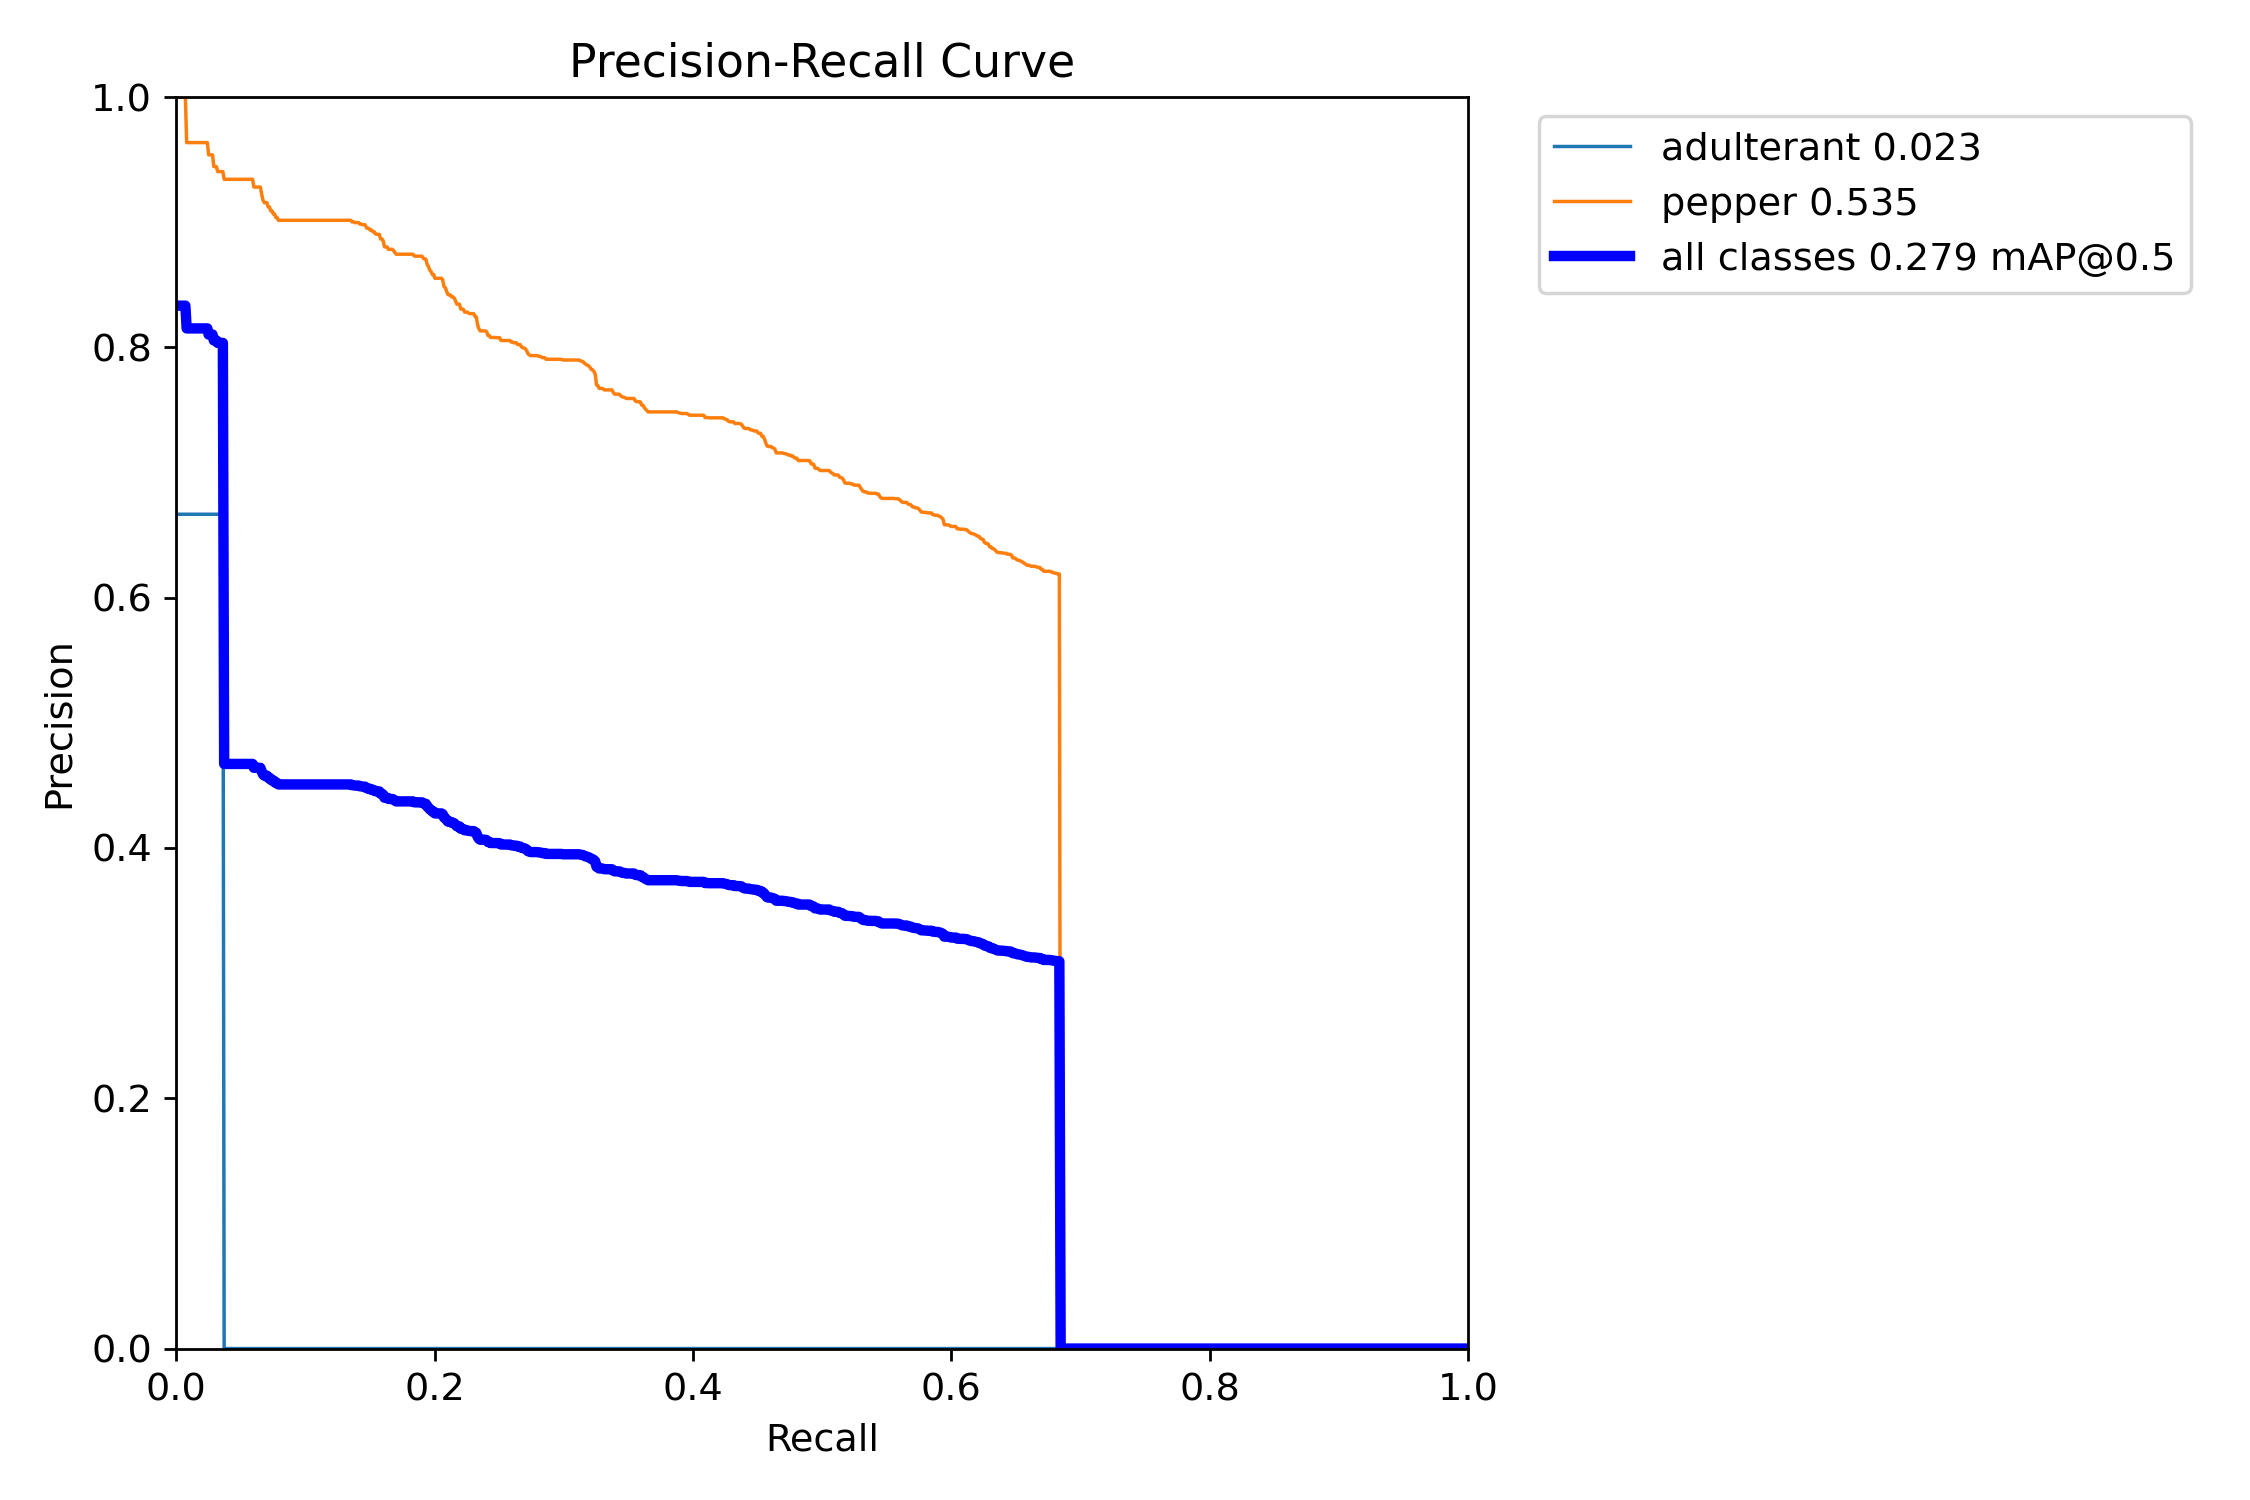 Precision-Recall Curve
1.0
0.8
0.6
0.4
0.2
0.0
Precision
0.0 0.2 0.4 0.6 0.8 1.0
Recall
adulterant 0.023
pepper 0.535
all classes 0.279 mAP@0.5